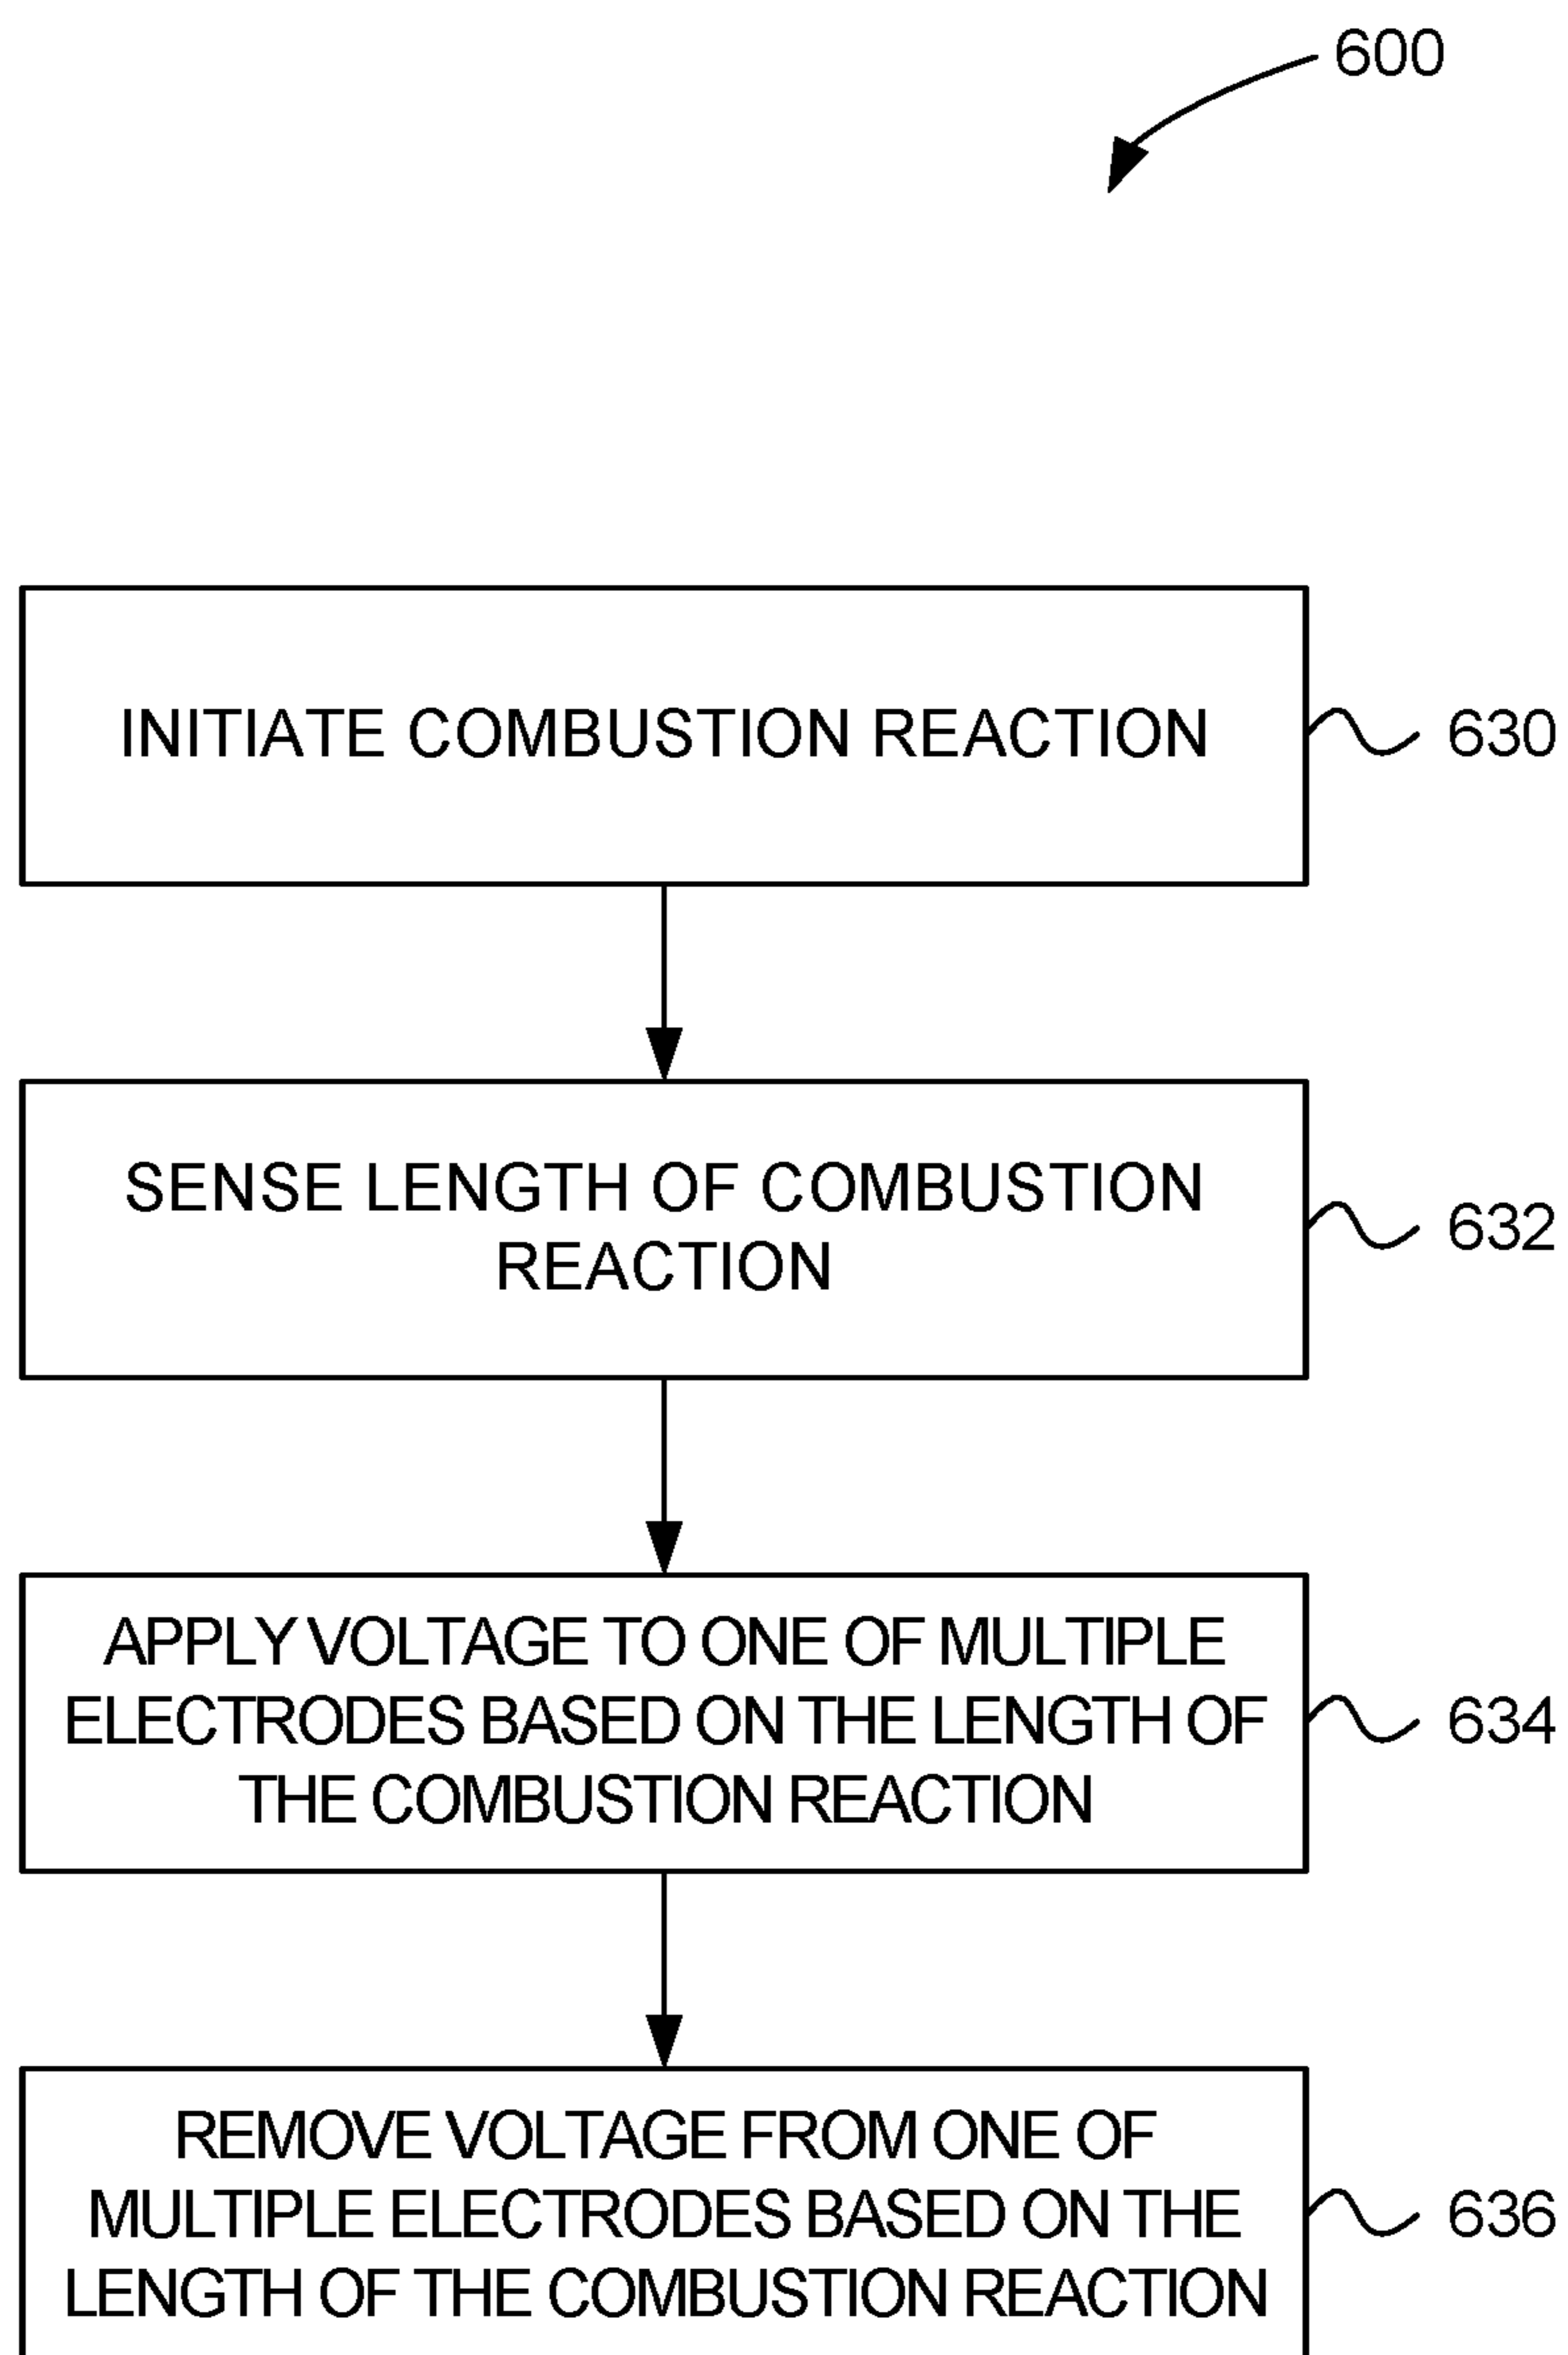 600
INITIATE COMBUSTION REACTION
630
SENSE LENGTH OF COMBUSTION
REACTION
632
APPLY VOLTAGE TO ONE OF MULTIPLE
ELECTRODES BASED ON THE LENGTH OF
THE COMBUSTION REACTION
634
REMOVE VOLTAGE FROM ONE OF
MULTIPLE ELECTRODES BASED ON THE
LENGTH OF THE COMBUSTION REACTION
636